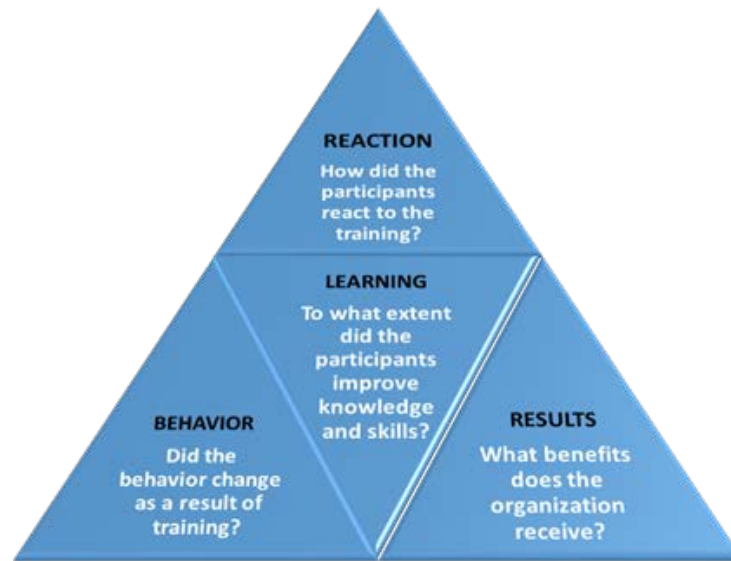 REACTION
How did the
participants
react to the
training?
LEARNING
To what extent
did the
participants
improve
knowledge
and skills?
BEHAVIOR
Did the
behavior change
as a result of
training?
RESULTS
What benefits
does the
organization
receive?